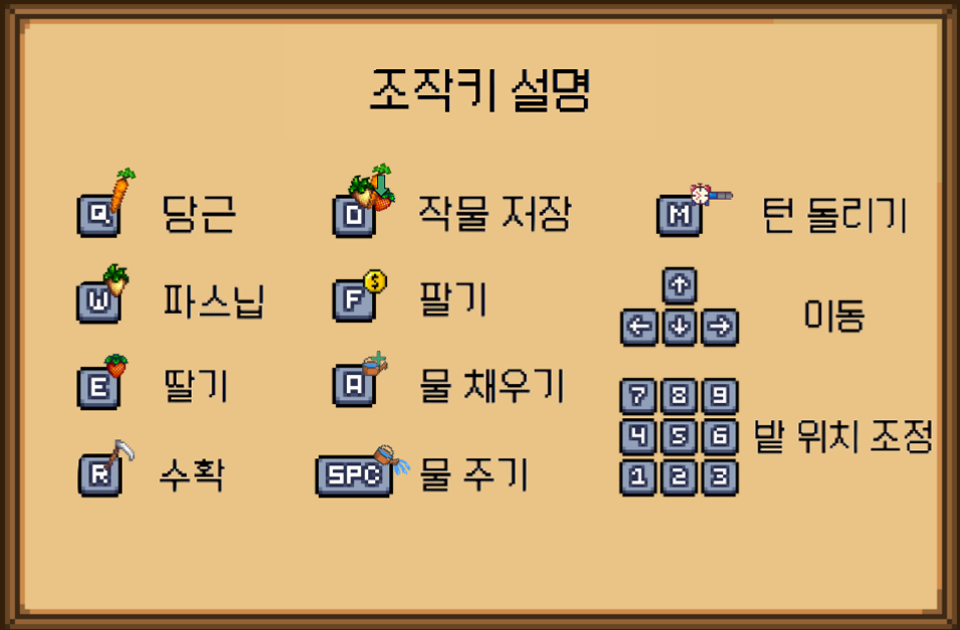 조작키 설명
Q 당근
D 작물 저장
M 턴 돌리기
W 파스닙
F 팔기
이동
E 딸기
A 물 채우기
7 8 9
4 5 6
1 2 3
밭 위치 조정
R 수확
SPC 물 주기